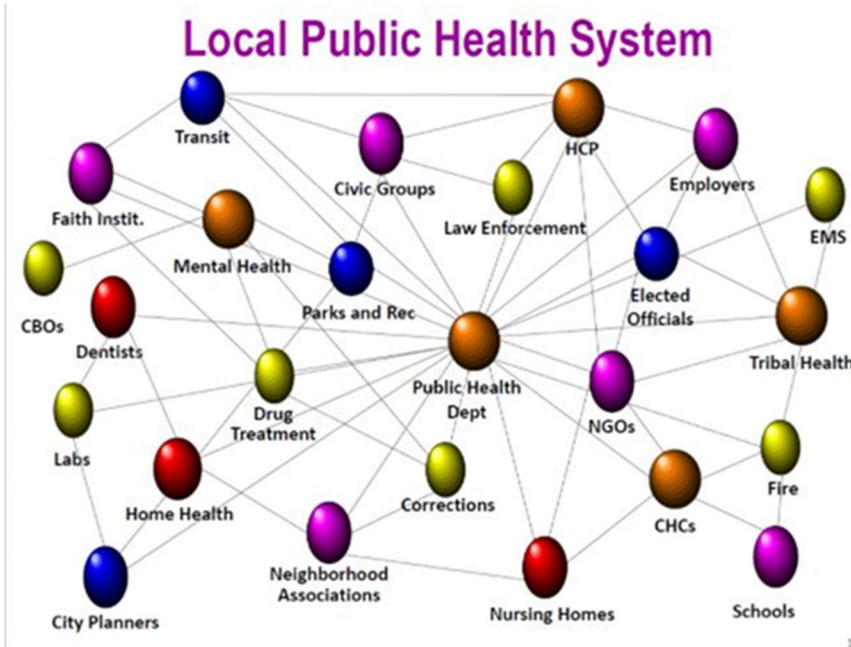 Local Public Health System
Transit
HCP
Civic Groups
Employers
Faith Instit.
Law Enforcement
EMS
Mental Health
Parks and Rec
Elected
Officials
CBOs
Dentists
Tribal Health
Public Health
Dept
Drug
Treatment
NGOs
Labs
Home Health
Corrections
CHCs
Fire
Neighborhood
Associations
City Planners
Nursing Homes
Schools